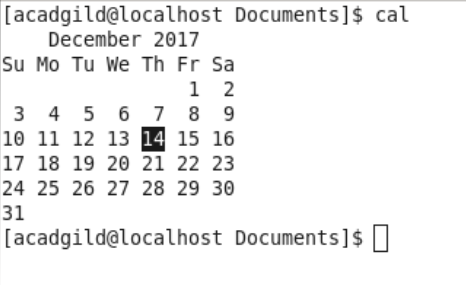 [acadgild@localhost Documents]$ cal
    December 2017
Su Mo Tu We Th Fr Sa
                1  2
 3  4  5  6  7  8  9
10 11 12 13 14 15 16
17 18 19 20 21 22 23
24 25 26 27 28 29 30
31
[acadgild@localhost Documents]$